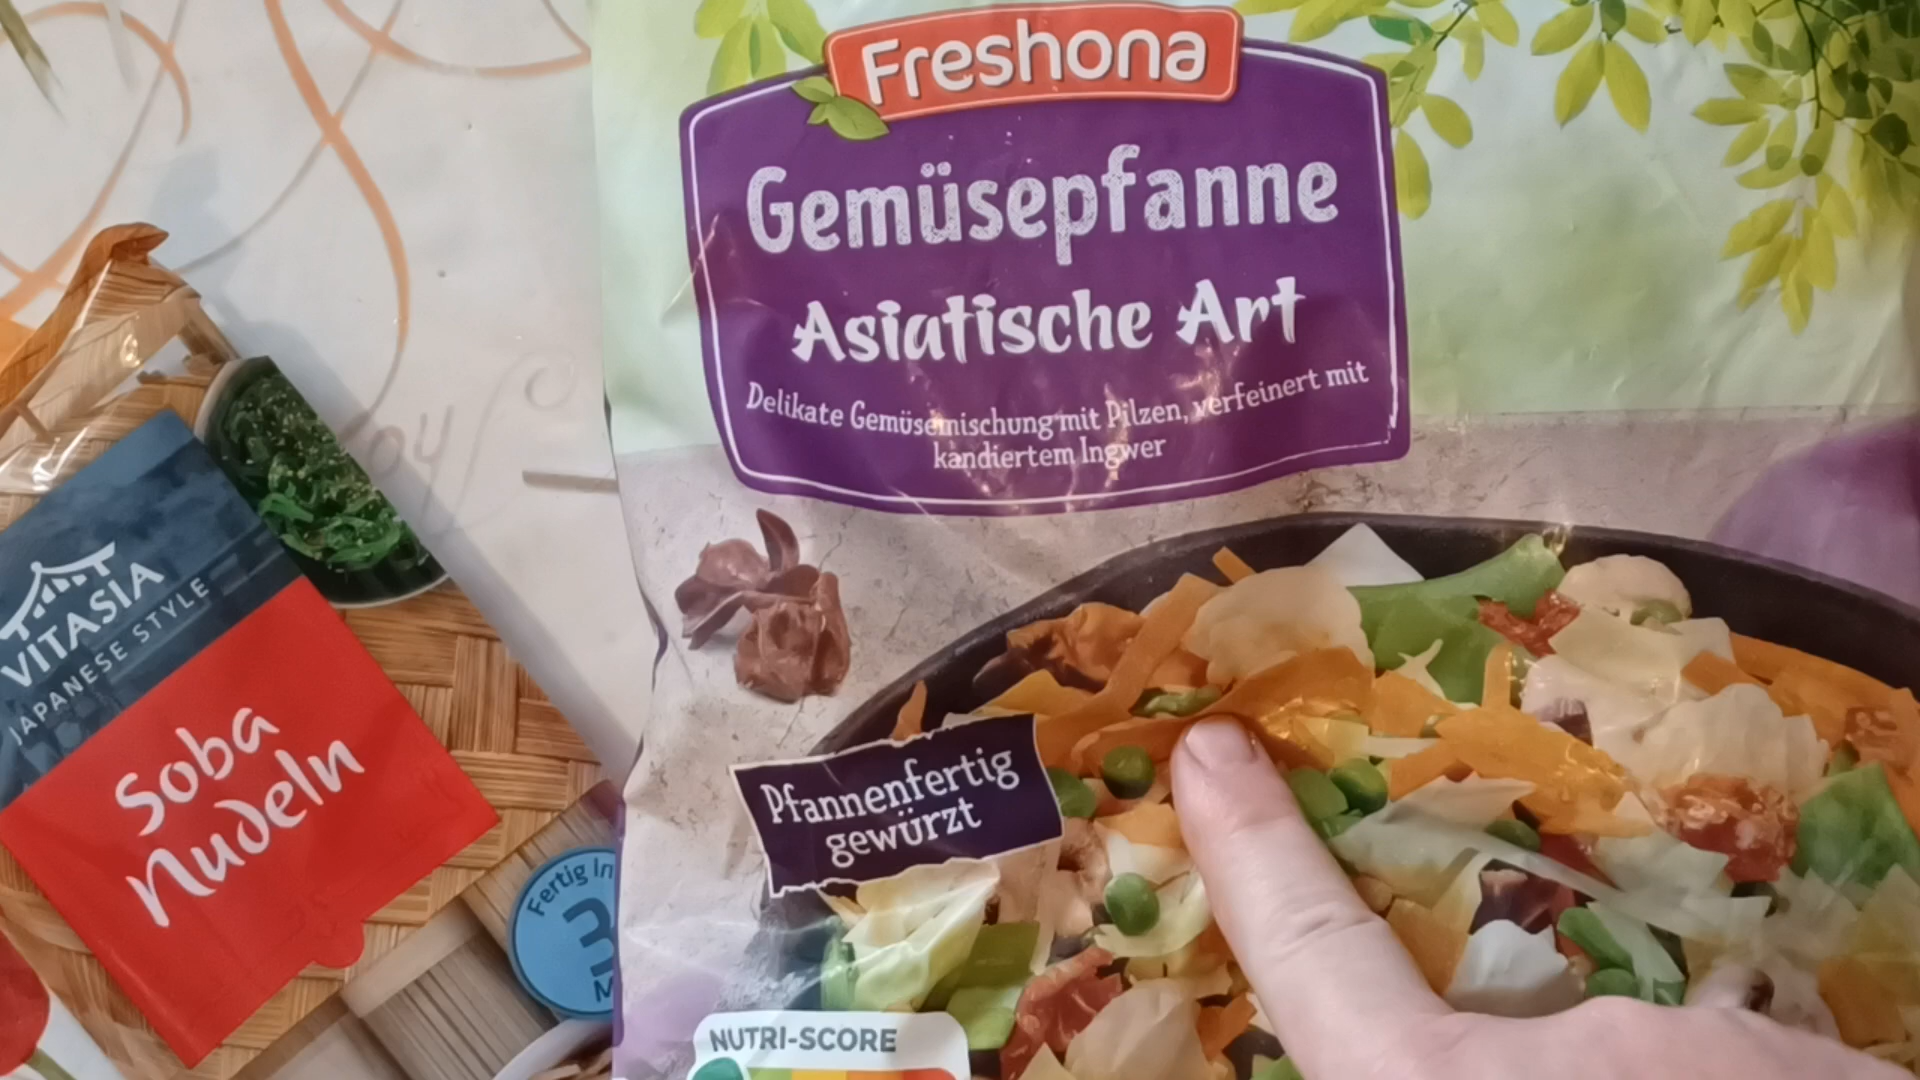 Freshona
Gemüsepfanne
Asiatische Art
Delikate Gemüsemischung mit Pilzen, verfeinert mit
kandiertem Ingwer
Pfannenfertig
gewürzt
NUTRI-SCORE
VITASIA
JAPANESE STYLE
Soba
Nudeln
Fertig In
3
M